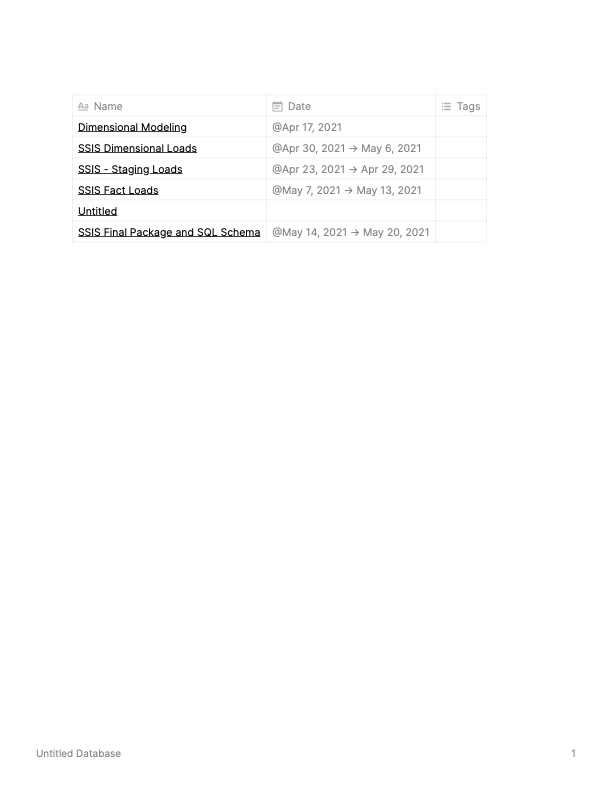 Aa Name Date Tags
Dimensional Modeling @Apr 17, 2021
SSIS Dimensional Loads @Apr 30, 2021 → May 6, 2021
SSIS - Staging Loads @Apr 23, 2021 → Apr 29, 2021
SSIS Fact Loads @May 7, 2021 → May 13, 2021
Untitled
SSIS Final Package and SQL Schema @May 14, 2021 → May 20, 2021
Untitled Database 1